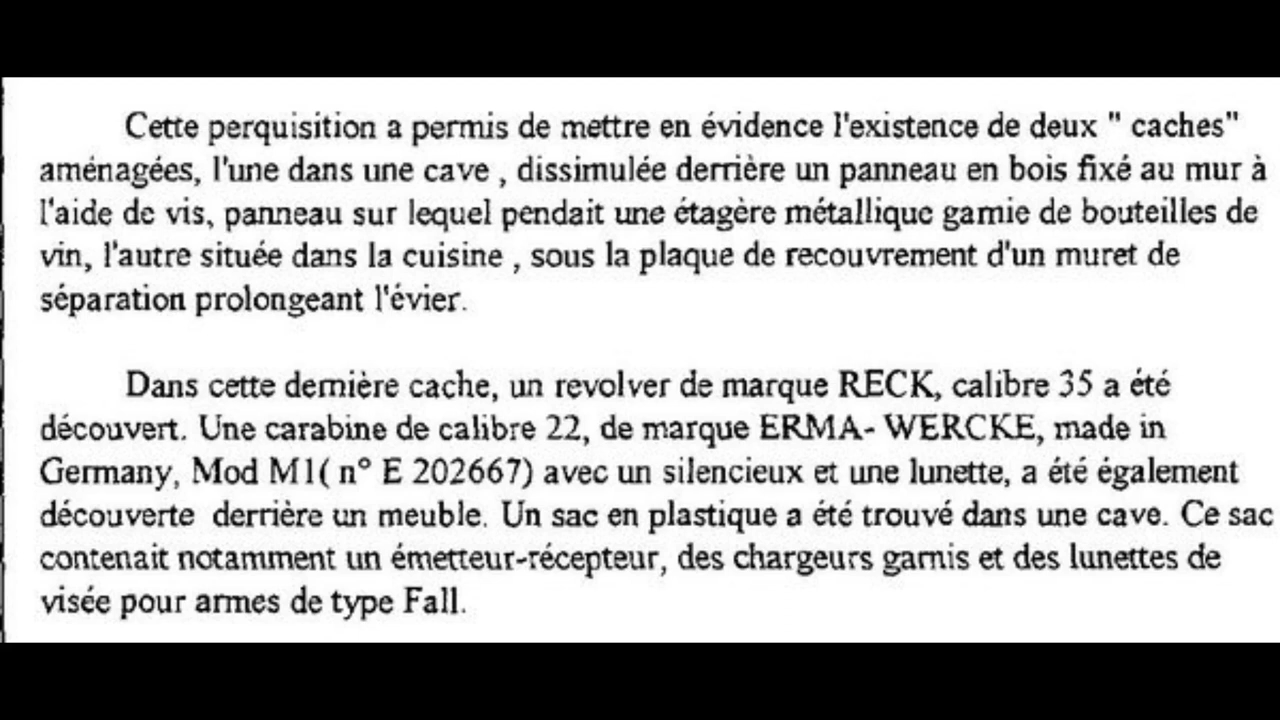 Cette perquisition a permis de mettre en évidence l'existence de deux " caches"
aménagées, l'une dans une cave , dissimulée derrière un panneau en bois fixé au mur à
l'aide de vis, panneau sur lequel pendait une étagère métallique garnie de bouteilles de
vin, l'autre située dans la cuisine , sous la plaque de recouvrement d'un muret de
séparation prolongeant l'évier.
Dans cette dernière cache, un revolver de marque RECK, calibre 35 a été
découvert. Une carabine de calibre 22, de marque ERMA- WERCKE, made in
Germany, Mod M1( n° E 202667) avec un silencieux et une lunette, a été également
découverte derrière un meuble. Un sac en plastique a été trouvé dans une cave. Ce sac
contenait notamment un émetteur-récepteur, des chargeurs garnis et des lunettes de
visée pour armes de type Fall.